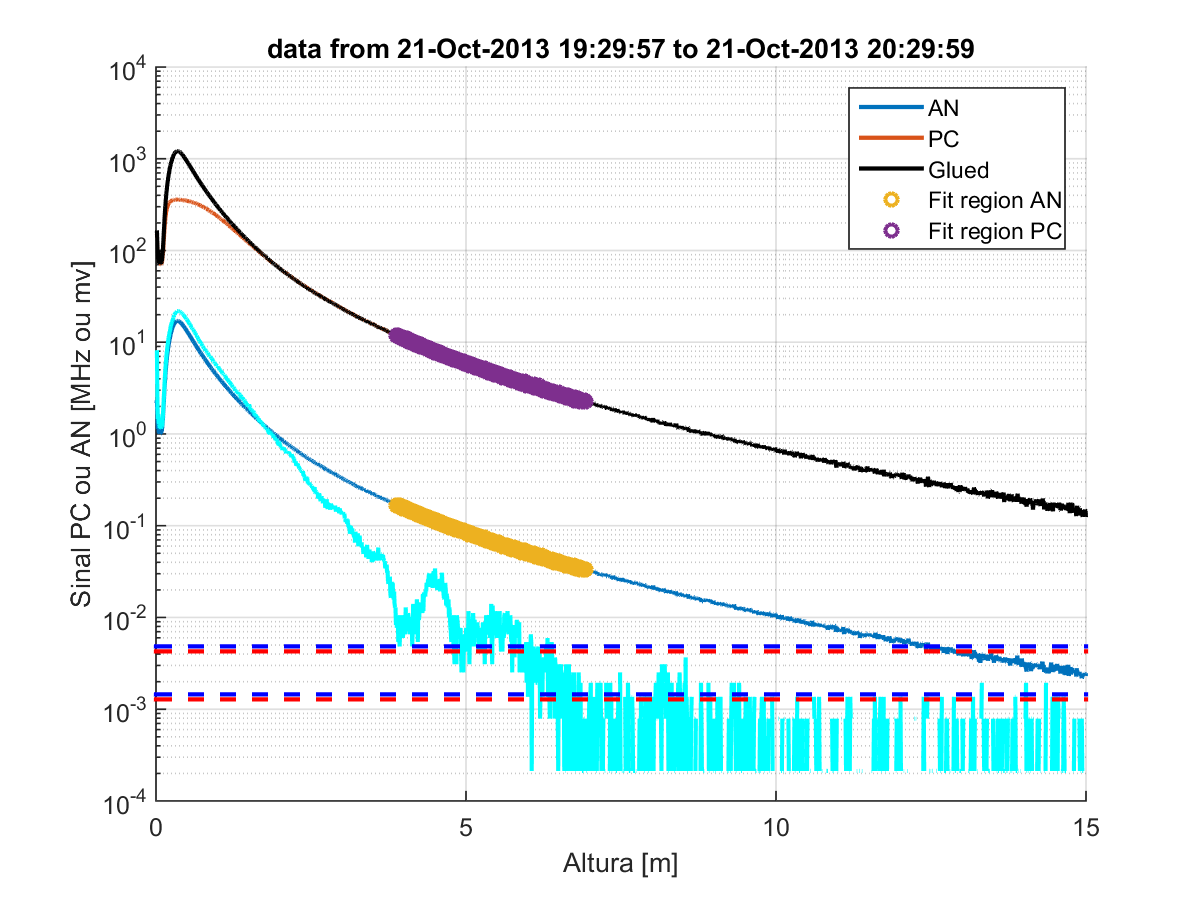 data from 21-Oct-2013 19:29:57 to 21-Oct-2013 20:29:59
AN
PC
Glued
Fit region AN
Fit region PC
10^4
10^3
10^2
10^1
10^0
10^-1
10^-2
10^-3
10^-4
Sinal PC ou AN [MHz ou mv]
0 5 10 15
Altura [m]